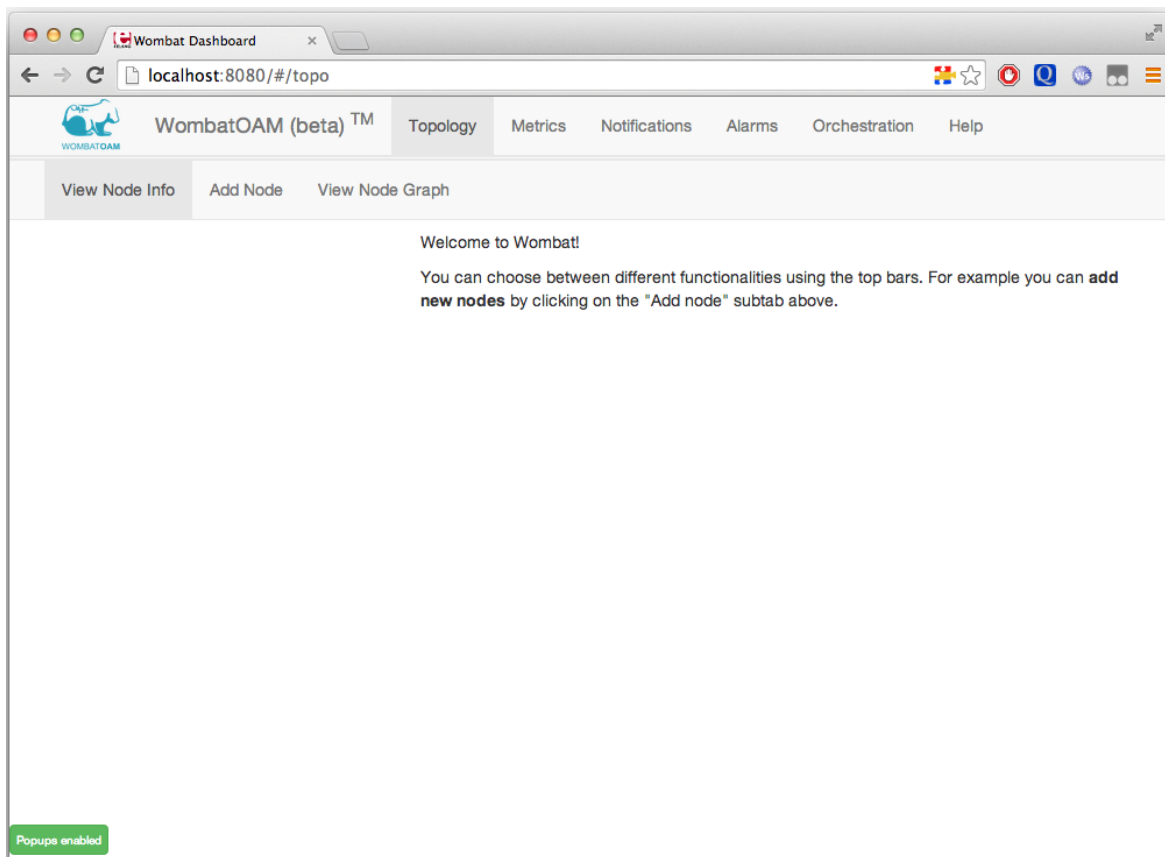 Wombat Dashboard
localhost:8080/#/topo
WOMBATOAM
WombatOAM (beta) TM
Topology
Metrics
Notifications
Alarms
Orchestration
Help
View Node Info
Add Node
View Node Graph
Welcome to Wombat!
You can choose between different functionalities using the top bars. For example you can add
new nodes by clicking on the "Add node" subtab above.
Popups enabled